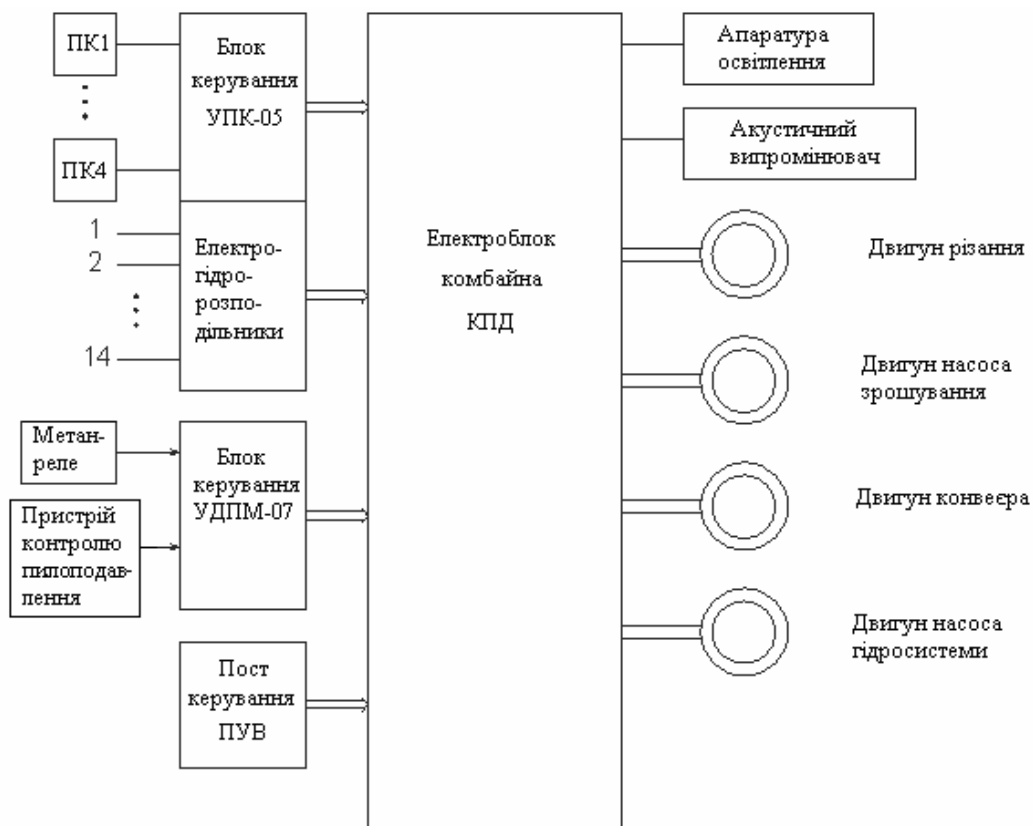 ПК1
ПК4
Блок
керування
УПК-05
1
2
14
Електро-
гідро-
розпо-
дільники
Метан-
реле
Пристрій
контролю
пилоподав-
лення
Блок
керування
УДПМ-07
Пост
керування
ПУВ
Електроблок
комбайна
КПД
Апаратура
освітлення
Акустичний
випромінювач
Двигун різання
Двигун насоса
зрошування
Двигун конвеєра
Двигун насоса
гідросистеми